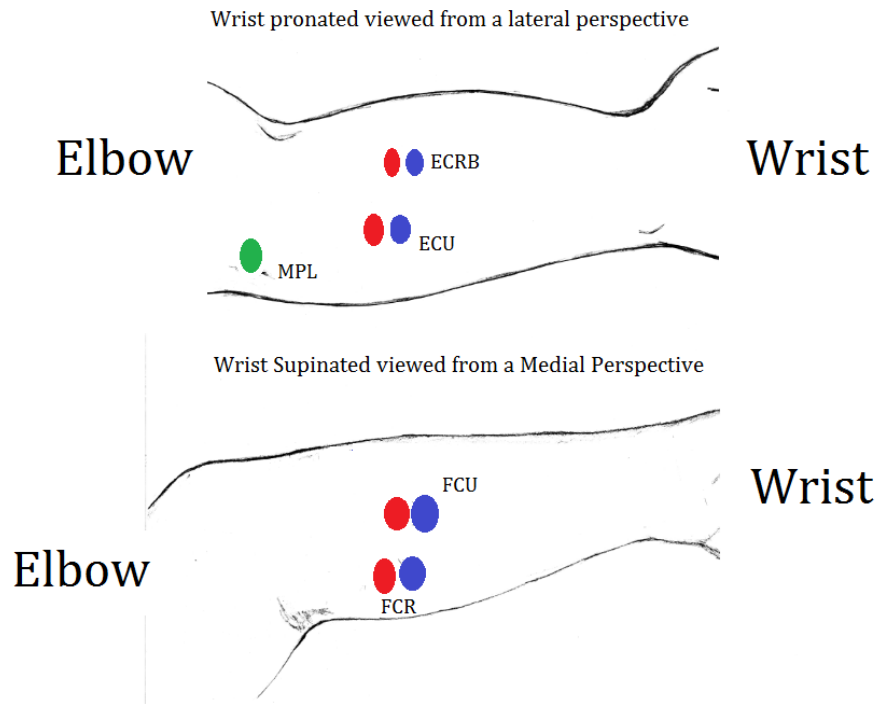 Wrist pronated viewed from a lateral perspective
Elbow
Wrist
ECRB
ECU
MPL
Wrist Supinated viewed from a Medial Perspective
FCU
Wrist
Elbow
FCR